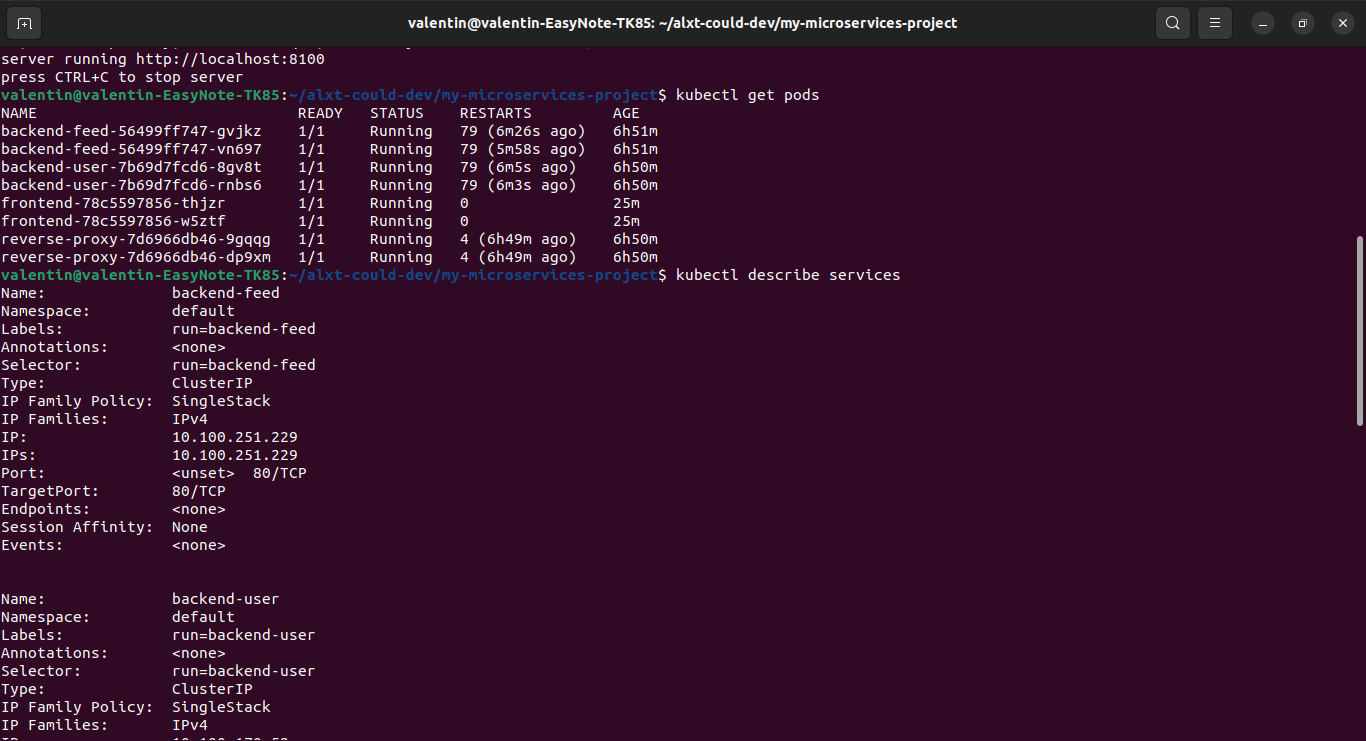 valentin@valentin-EasyNote-TK85: ~/alxt-could-dev/my-microservices-project
server running http://localhost:8100
press CTRL+C to stop server
valentin@valentin-EasyNote-TK85:~/alxt-could-dev/my-microservices-project$ kubectl get pods
NAME READY STATUS RESTARTS AGE
backend-feed-56499ff747-gvjkz 1/1 Running 79 (6m26s ago) 6h51m
backend-feed-56499ff747-vn697 1/1 Running 79 (5m58s ago) 6h51m
backend-user-7b69d7fcd6-8gv8t 1/1 Running 79 (6m5s ago) 6h50m
backend-user-7b69d7fcd6-rnbs6 1/1 Running 79 (6m3s ago) 6h50m
frontend-78c5597856-thjzr 1/1 Running 0 25m
frontend-78c5597856-w5ztf 1/1 Running 0 25m
reverse-proxy-7d6966db46-9gqqg 1/1 Running 4 (6h49m ago) 6h50m
reverse-proxy-7d6966db46-dp9xm 1/1 Running 4 (6h49m ago) 6h50m
valentin@valentin-EasyNote-TK85:~/alxt-could-dev/my-microservices-project$ kubectl describe services
Name: backend-feed
Namespace: default
Labels: run=backend-feed
Annotations: <none>
Selector: run=backend-feed
Type: ClusterIP
IP Family Policy: SingleStack
IP Families: IPv4
IP: 10.100.251.229
IPs: 10.100.251.229
Port: <unset> 80/TCP
TargetPort: 80/TCP
Endpoints: <none>
Session Affinity: None
Events: <none>
Name: backend-user
Namespace: default
Labels: run=backend-user
Annotations: <none>
Selector: run=backend-user
Type: ClusterIP
IP Family Policy: SingleStack
IP Families: IPv4